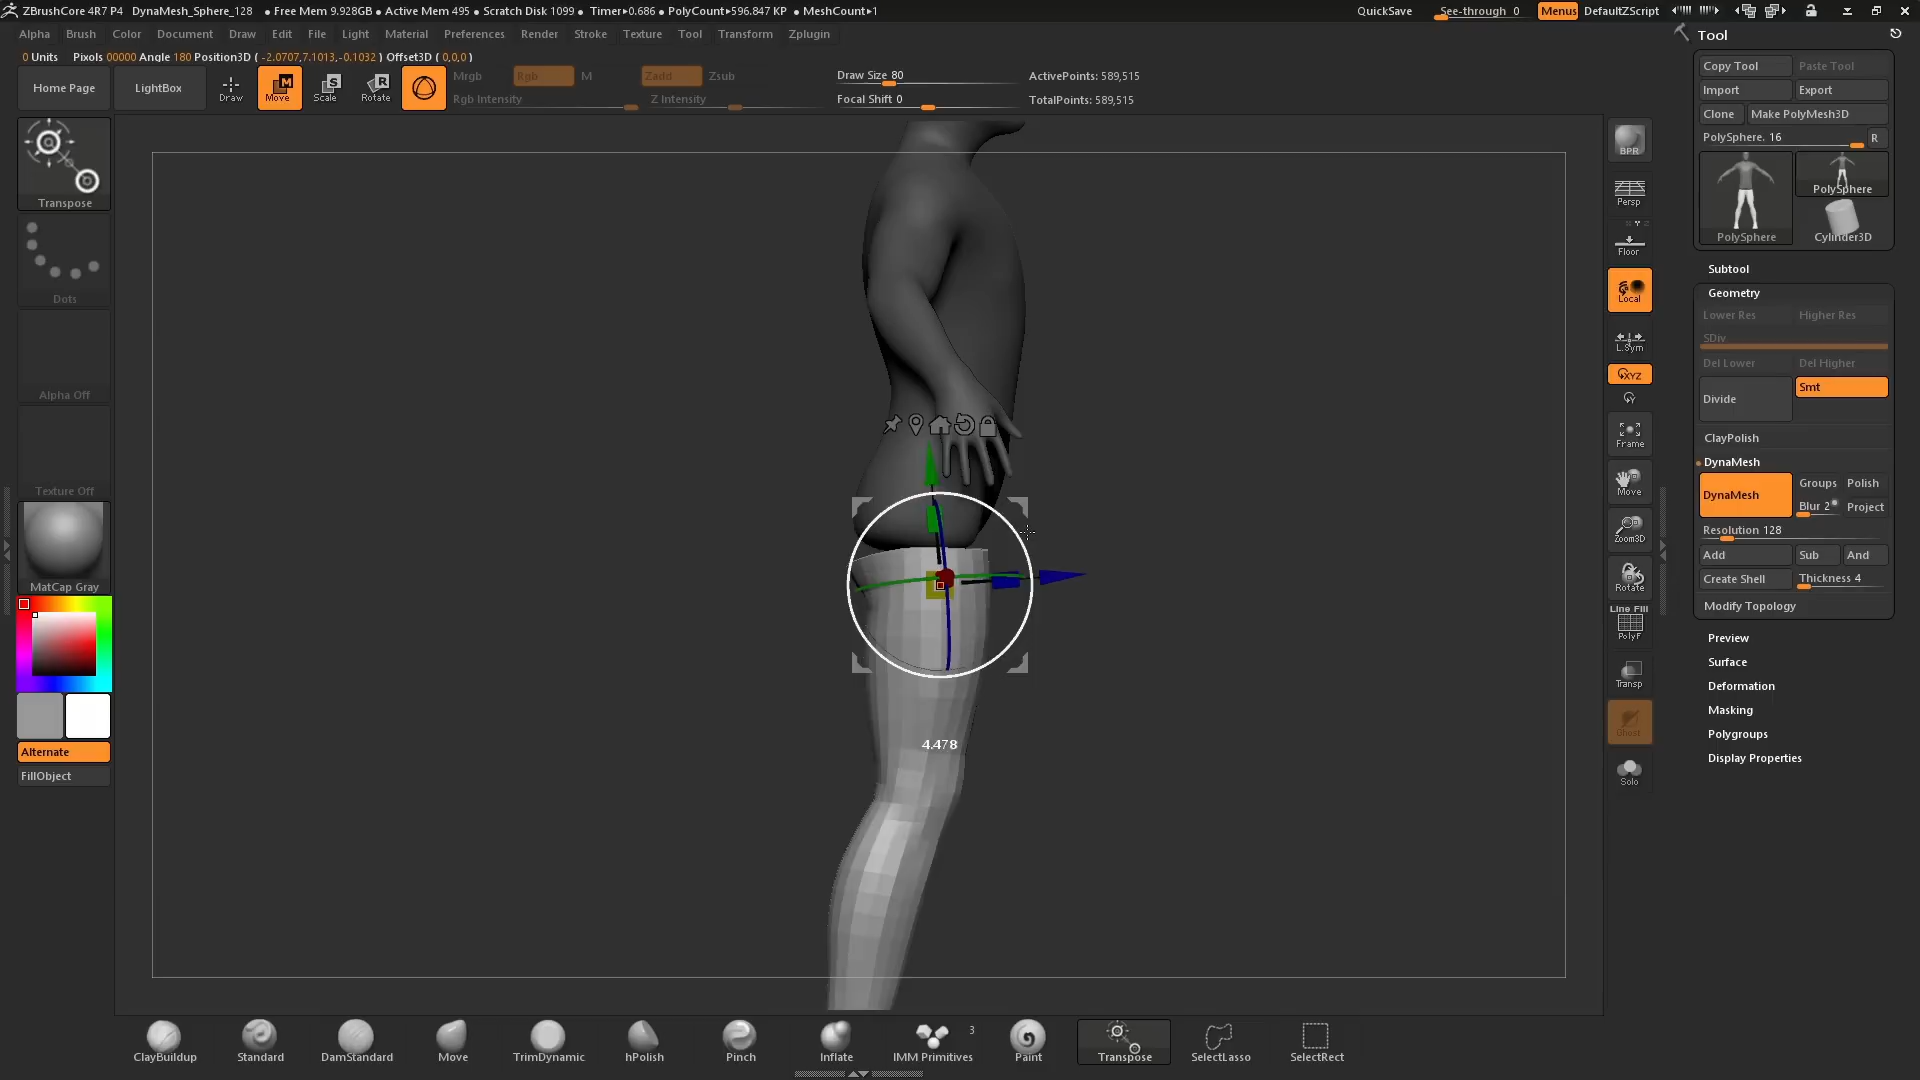 ZBrushCore 4R7 P4 DynaMesh_Sphere_128 ● Free Mem 9.928GB ● Active Mem 495 ● Scratch Disk 1099 ● Timer▸0.686 ● PolyCount▸596.847 KP ● MeshCount▸1 QuickSave See-through 0 Menus DefaultZScript
Alpha Brush Color Document Draw Edit File Light Material Preferences Render Stroke Texture Tool Transform Zplugin
0 Units Pixols 00000 Angle 180 Position3D ( -2.0707,7.1013,-0.1032 ) Offset3D ( 0,0,0 )
Home Page
LightBox
Draw
M
Move
S
Scale
R
Rotate
Mrgb Rgb M Zadd Zsub
Rgb Intensity Z Intensity
Draw Size 80
Focal Shift 0
ActivePoints: 589,515
TotalPoints: 589,515
Transpose
Dots
Alpha Off
Texture Off
MatCap Gray
Alternate
FillObject
4.478
BPR
Persp
Floor
Local
L.Sym
XYZ
Y
Frame
Move
Zoom3D
Rotate
Line Fill
PolyF
Transp
Ghost
Solo
Tool
Copy Tool Paste Tool
Import Export
Clone Make PolyMesh3D
PolySphere. 16 R
PolySphere
PolySphere
Cylinder3D
Subtool
Geometry
Lower Res Higher Res
SDiv
Del Lower Del Higher
Divide Smt
ClayPolish
DynaMesh
DynaMesh Groups Polish
Blur 2 Project
Resolution 128
Add Sub And
Create Shell Thickness 4
Modify Topology
Preview
Surface
Deformation
Masking
Polygroups
Display Properties
3
ClayBuildup Standard DamStandard Move TrimDynamic hPolish Pinch Inflate IMM Primitives Paint Transpose SelectLasso SelectRect